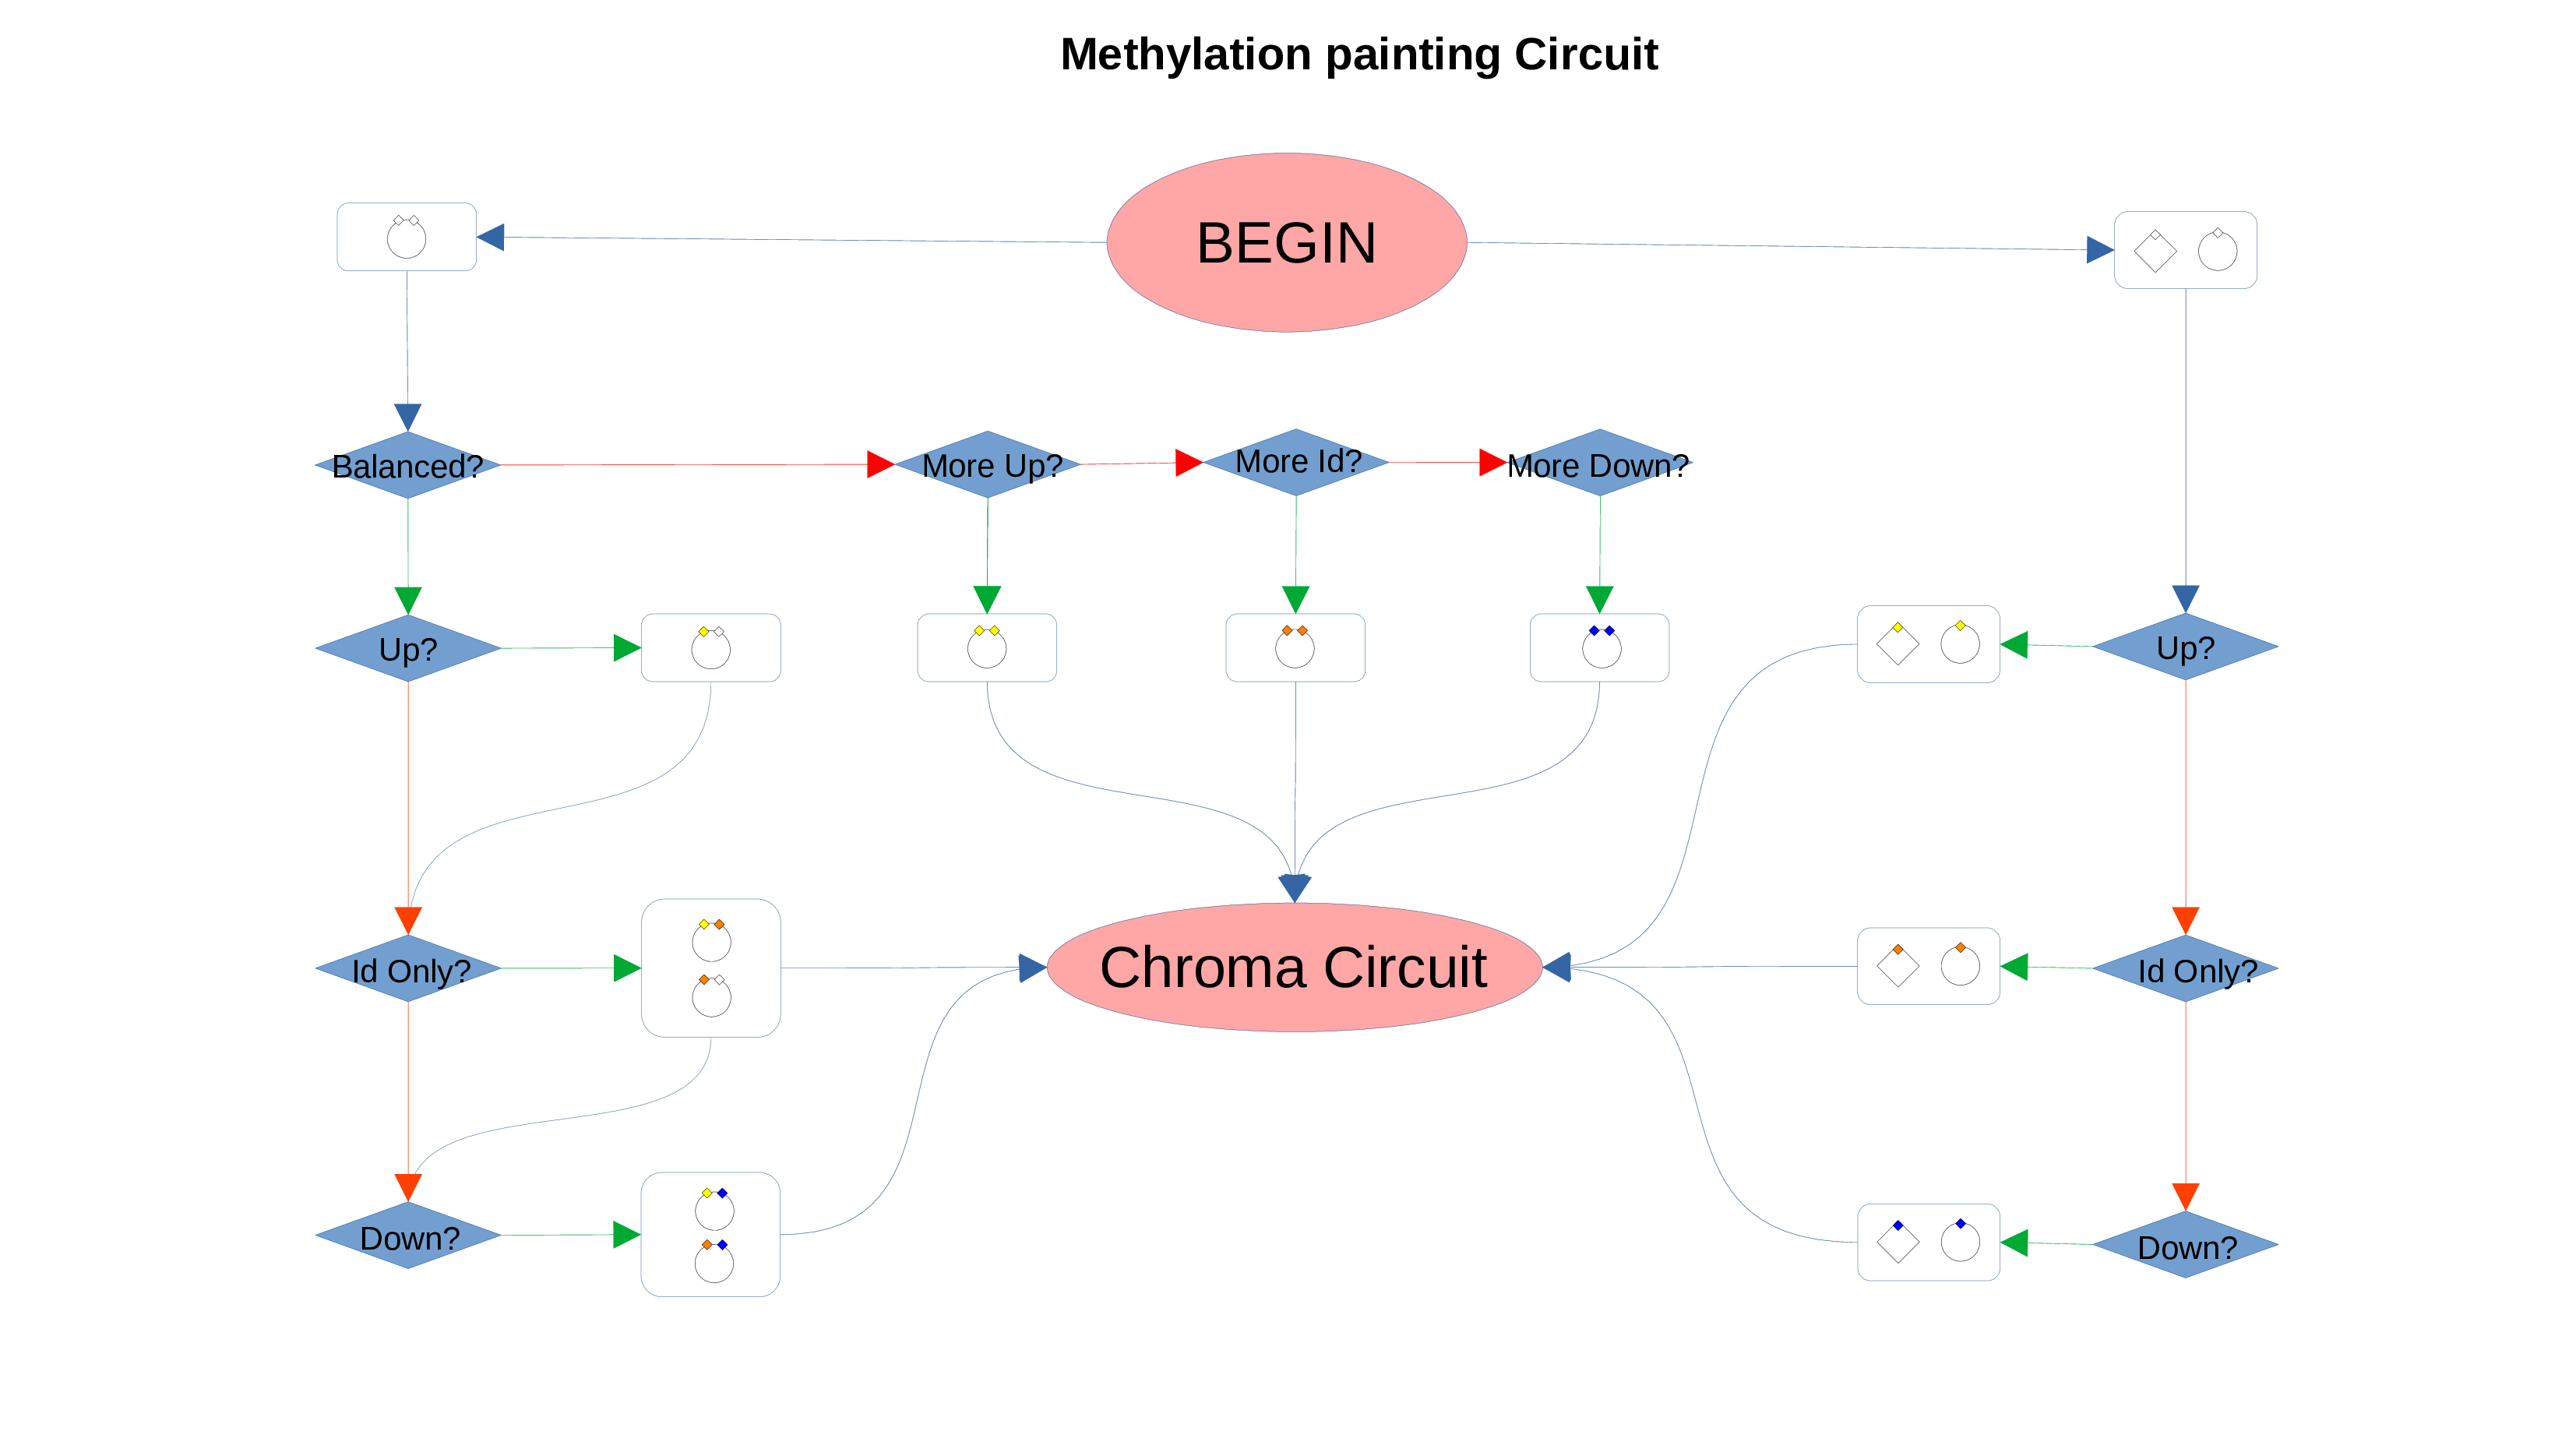 Methylation painting Circuit
BEGIN
Balanced?
More Up?
More Id?
More Down?
Up?
Up?
Id Only?
Chroma Circuit
Id Only?
Down?
Down?